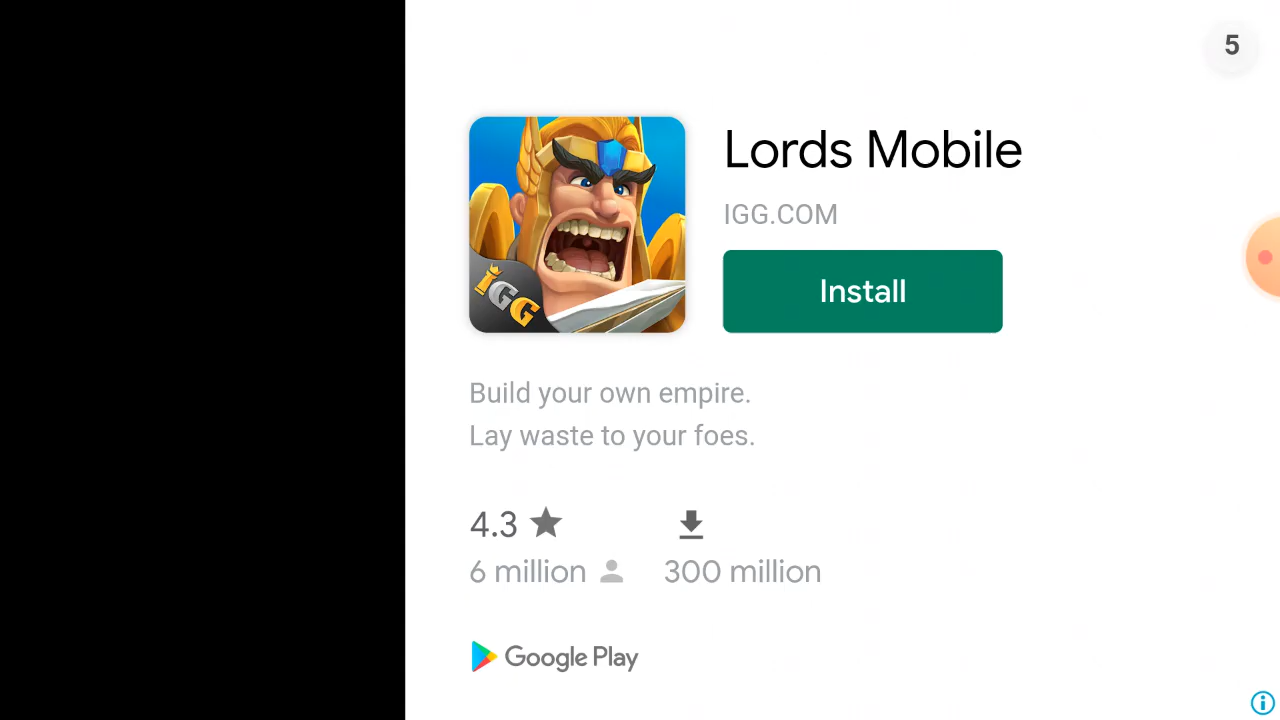 5
Lords Mobile
IGG.COM
Install
IGG
Build your own empire.
Lay waste to your foes.
4.3
6 million
300 million
Google Play